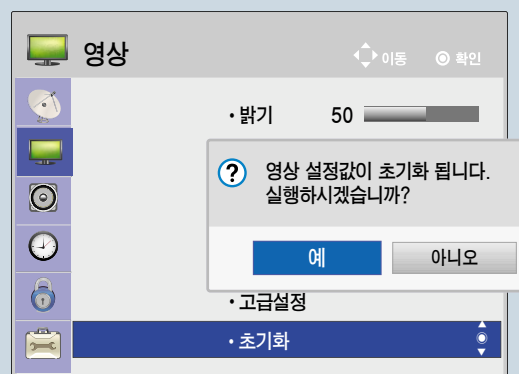 영상
이동 확인
• 밝기 50
? 영상 설정값이 초기화 됩니다.
실행하시겠습니까?
예 아니오
• 고급설정
• 초기화